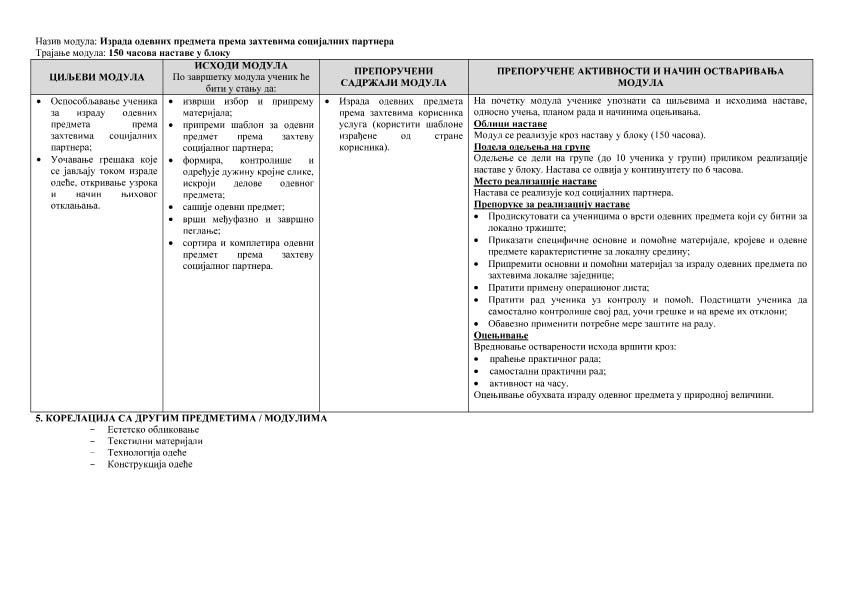 Назив модула: Израда одевних предмета према захтевима социјалних партнера
Трајање модула: 150 часова наставе у блоку
ЦИЉЕВИ МОДУЛА
ИСХОДИ МОДУЛА
По завршетку модула ученик ће
бити у стању да:
ПРЕПОРУЧЕНИ
САДРЖАЈИ МОДУЛА
ПРЕПОРУЧЕНЕ АКТИВНОСТИ И НАЧИН ОСТВАРИВАЊА
МОДУЛА
• Оспособљавање ученика
за израду одевних
предмета према
захтевима социјалних
партнера;
• Уочавање грешака које
се јављају током израде
одеће, откривање узрока
и начин њиховог
отклањања.
• изврши избор и припрему
материјала;
• припреми шаблон за одевни
предмет према захтеву
социјалног партнера;
• формира, контролише и
одређује дужину кројне слике,
искроји делове одевног
предмета;
• сашије одевни предмет;
• врши међуфазно и завршно
пеглање;
• сортира и комплетира одевни
предмет према захтеву
социјалног партнера.
• Израда одевних предмета
према захтевима корисника
услуга (користити шаблоне
израђене од стране
корисника).
На почетку модула ученике упознати са циљевима и исходима наставе,
односно учења, планом рада и начинима оцењивања.
Облици наставе
Модул се реализује кроз наставу у блоку (150 часова).
Подела одељења на групе
Одељење се дели на групе (до 10 ученика у групи) приликом реализације
наставе у блоку. Настава се одвија у континуитету по 6 часова.
Место реализације наставе
Настава се реализује код социјалних партнера.
Препоруке за реализацију наставе
• Продискутовати са ученицима о врсти одевних предмета који су битни за
локално тржиште;
• Приказати специфичне основне и помоћне материјале, кројеве и одевне
предмете карактеристичне за локалну средину;
• Припремити основни и помоћни материјал за израду одевних предмета по
захтевима локалне заједнице;
• Пратити примену операционог листа;
• Пратити рад ученика уз контролу и помоћ. Подстицати ученика да
самостално контролише свој рад, уочи грешке и на време их отклони;
• Обавезно применити потребне мере заштите на раду.
Оцењивање
Вредновање остварености исхода вршити кроз:
• праћење практичног рада;
• самостални практични рад;
• активност на часу.
Оцењивање обухвата израду одевног предмета у природној величини.
5. КОРЕЛАЦИЈА СА ДРУГИМ ПРЕДМЕТИМА / МОДУЛИМА
− Естетско обликовање
− Текстилни материјали
− Технологија одеће
− Конструкција одеће